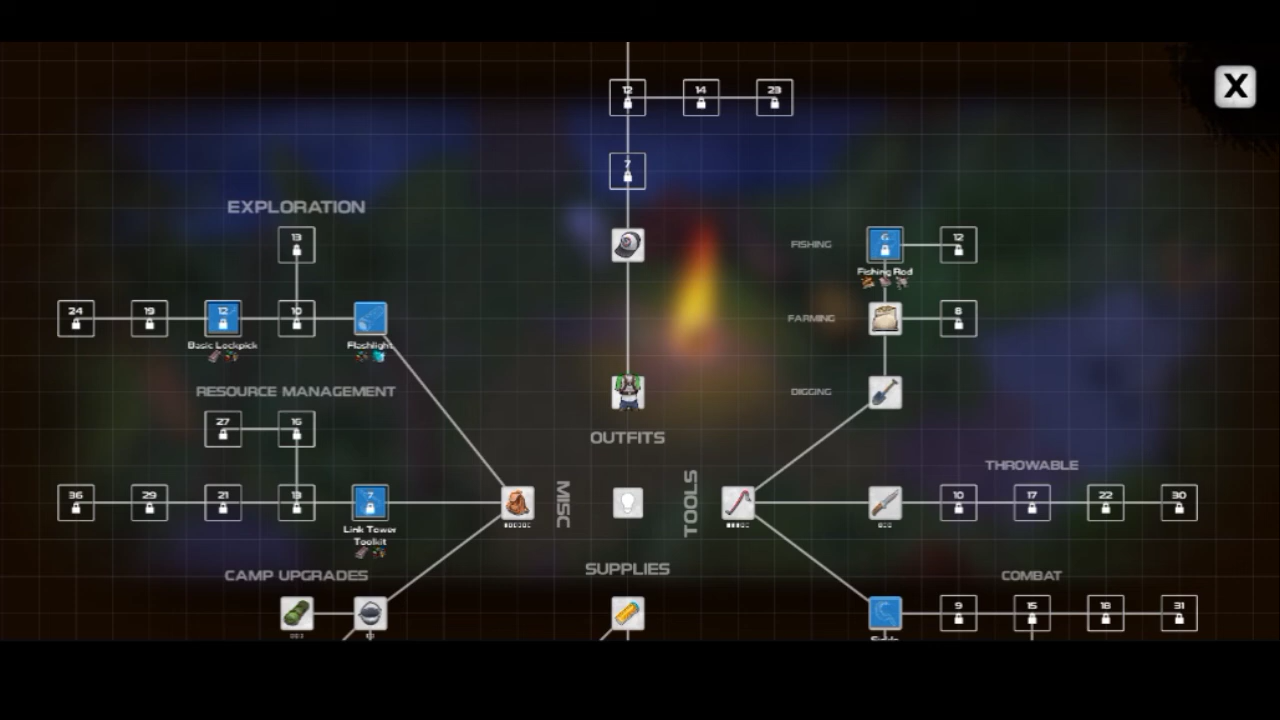 X
12 14 23
7
EXPLORATION
13
FISHING 6 12
Fishing Rod
24 19 12 10
FARMING 8
Basic Lockpick Flashlight
RESOURCE MANAGEMENT
DIGGING
27 16
OUTFITS
THROWABLE
36 29 21 13 7
MISC
TOOLS
10 17 22 30
Link Tower
Toolkit
CAMP UPGRADES
SUPPLIES
COMBAT
9 15 18 31